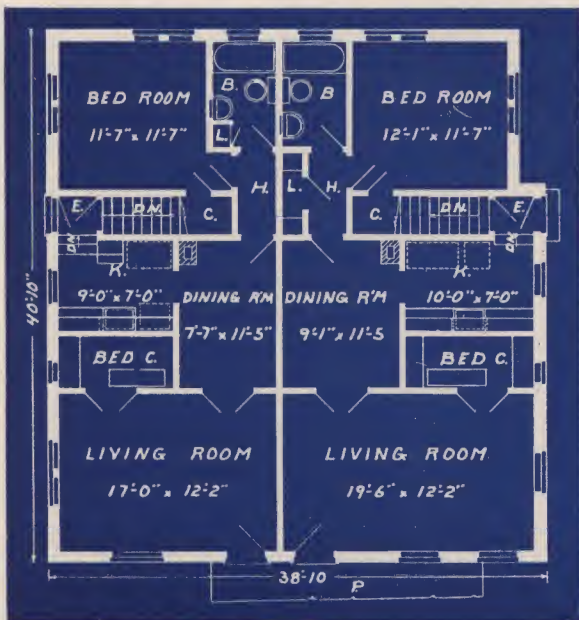 B.
B
BED ROOM
11'-7" x 11'-7"
BED ROOM
12'-1" x 11'-7"
L.
L.
H.
H.
E.
DN.
C.
C.
DN.
E.
DN
DN
K.
9'-0" x 7'-0"
DINING R'M
7'-7" x 11'-5"
DINING R'M
9'-1" x 11'-5
K.
10'-0" x 7'-0"
BED C.
BED C.
LIVING ROOM
17'-0" x 12'-2"
LIVING ROOM
19'-6" x 12'-2"
40'-10"
38'-10
P.